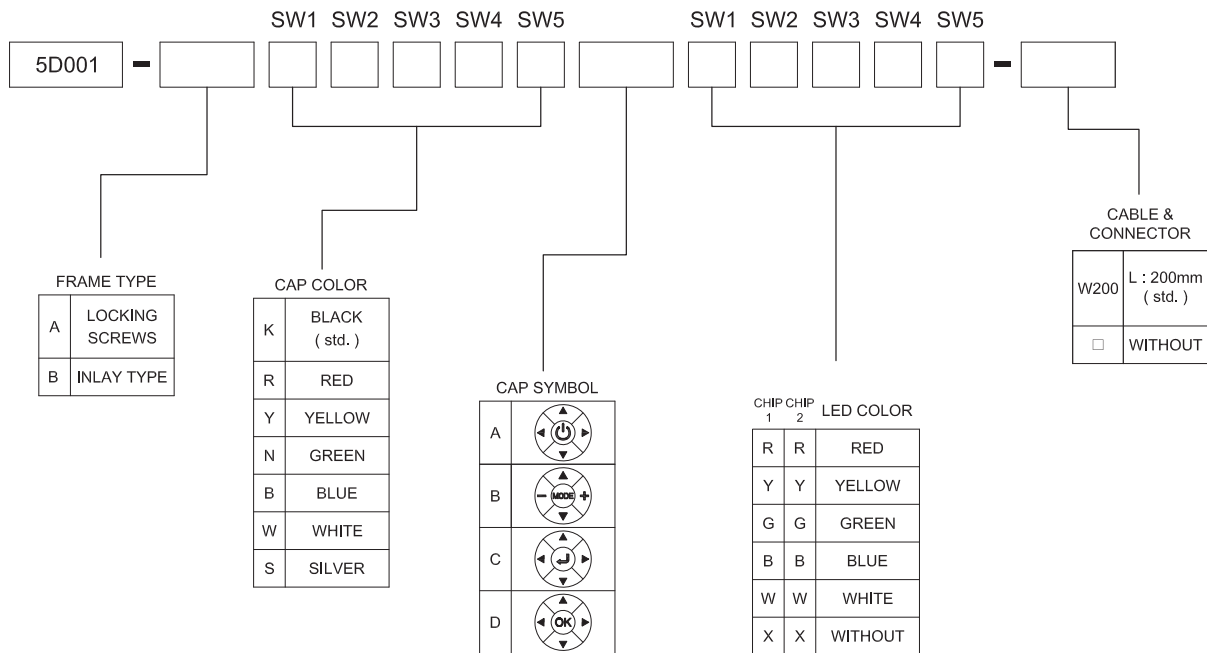 SW1 SW2 SW3 SW4 SW5 SW1 SW2 SW3 SW4 SW5
5D001 - -
FRAME TYPE
A LOCKING SCREWS
B INLAY TYPE
CAP COLOR
K BLACK ( std. )
R RED
Y YELLOW
N GREEN
B BLUE
W WHITE
S SILVER
CAP SYMBOL
A
B - MODE +
C
D OK
CHIP 1 CHIP 2 LED COLOR
R R RED
Y Y YELLOW
G G GREEN
B B BLUE
W W WHITE
X X WITHOUT
CABLE &
CONNECTOR
W200 L : 200mm ( std. )
□ WITHOUT